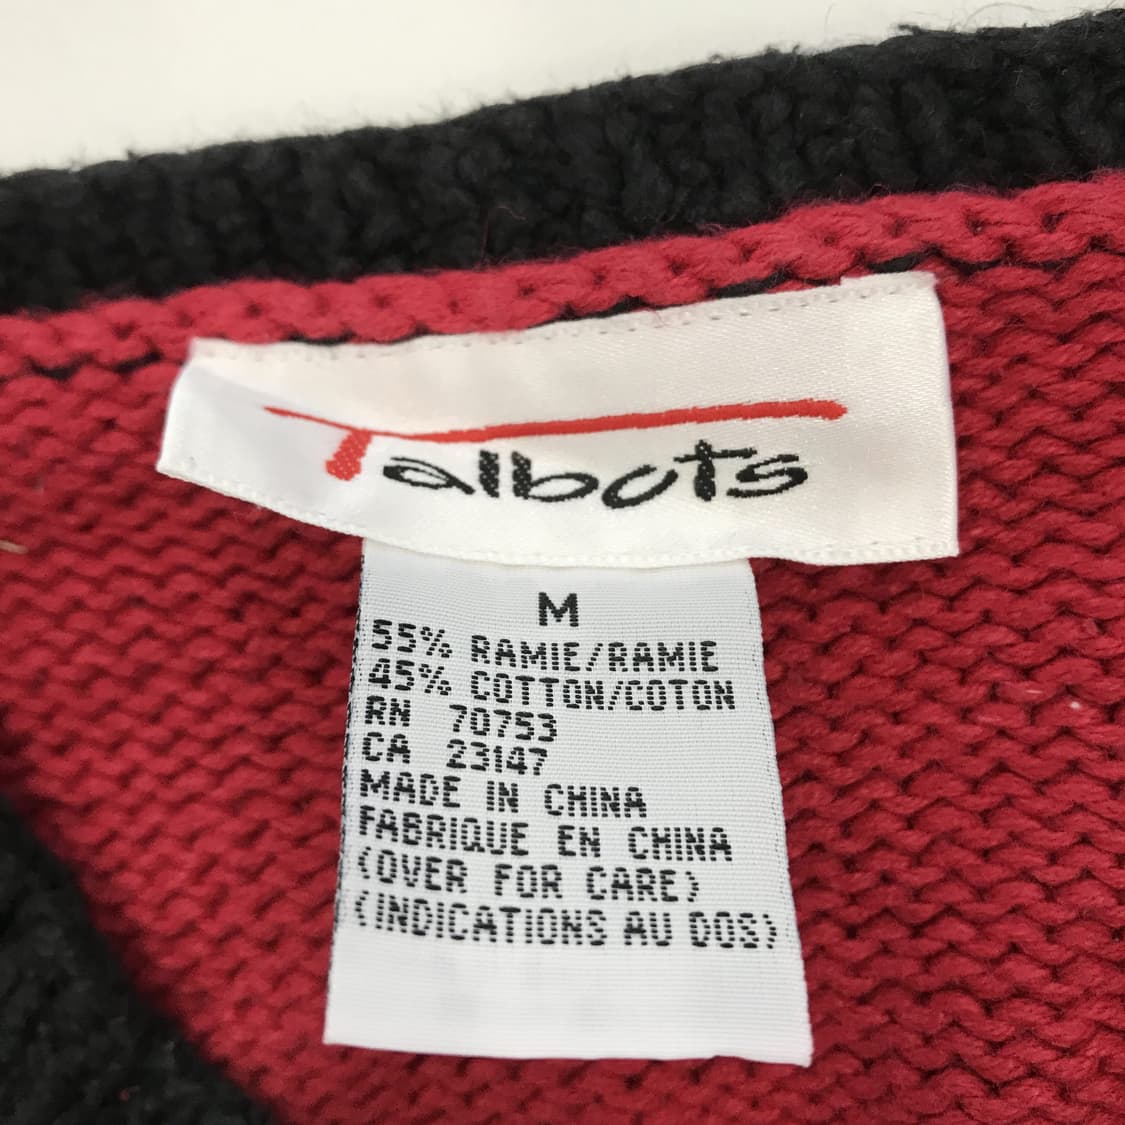 Talbots
M
55% RAMIE/RAMIE
45% COTTON/COTON
RN 70753
CA 23147
MADE IN CHINA
FABRIQUE EN CHINA
(OVER FOR CARE)
(INDICATIONS AU DOS)